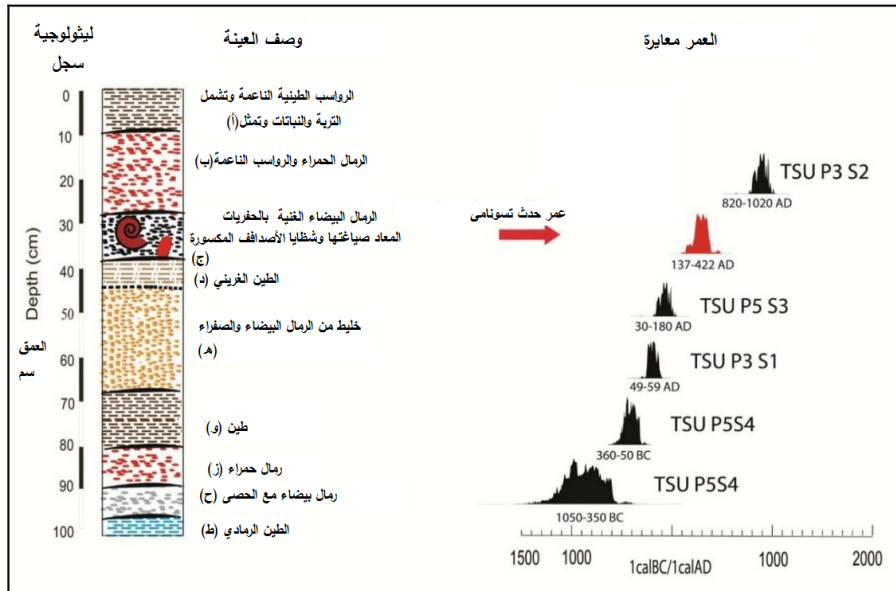 ليثولوجية
سجل
وصف العينة
العمر معايرة
0
10
20
30
40
50
60
70
80
90
100
Depth (cm)
العمق
سم
الرواسب الطينية الناعمة وتشمل
التربة والنباتات وتمثل(أ)
الرمال الحمراء والرواسب الناعمة(ب)
الرمال البيضاء الغنية بالحفريات
المعاد صياغتها وشظايا الأصدافف المكسورة
(ج)
الطين الغريني (د)
خليط من الرمال البيضاء والصفراء
(هـ)
طين (و)
رمال حمراء (ز)
رمال بيضاء مع الحصى (ح)
الطين الرمادي (ط)
TSU P3 S2
820-1020 AD
عمر حدث تسونامى
137-422 AD
TSU P5 S3
30-180 AD
TSU P3 S1
49-59 AD
TSU P5S4
360-50 BC
TSU P5S4
1050-350 BC
1500 1000 1calBC/1calAD 1000 2000